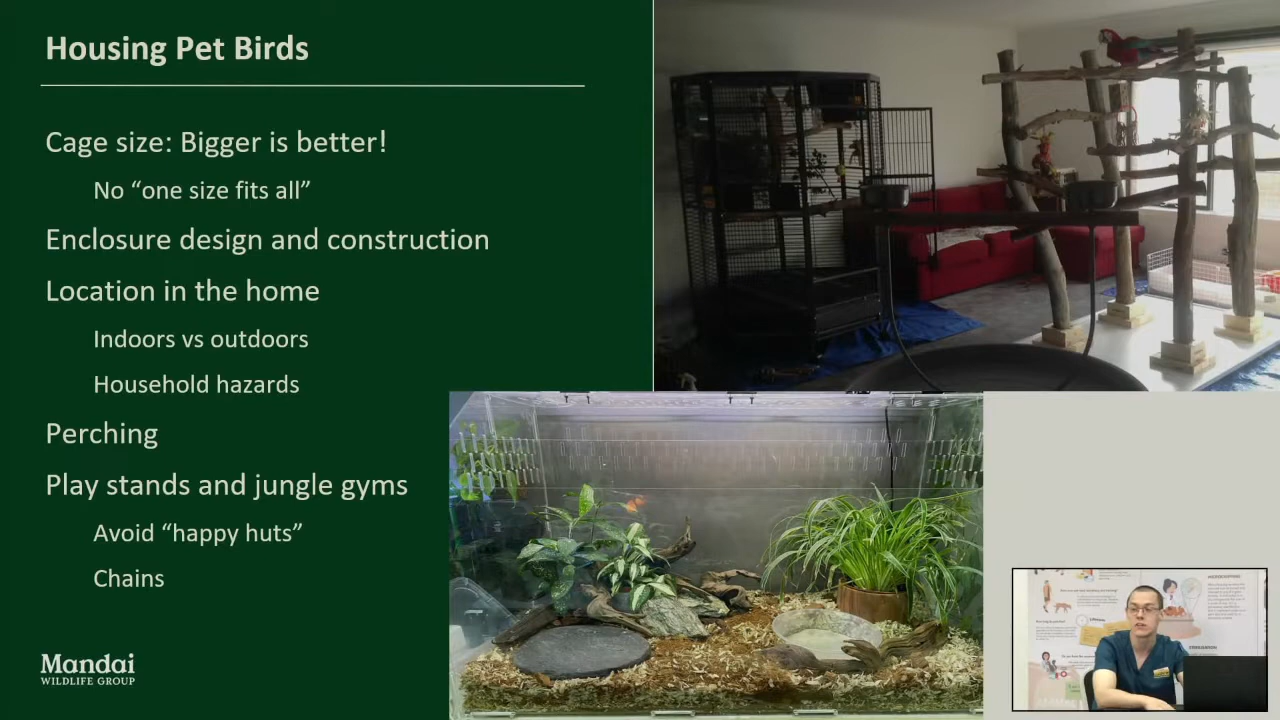 Housing Pet Birds
Cage size: Bigger is better!
No “one size fits all”
Enclosure design and construction
Location in the home
Indoors vs outdoors
Household hazards
Perching
Play stands and jungle gyms
Avoid “happy huts”
Chains
Mandai
WILDLIFE GROUP